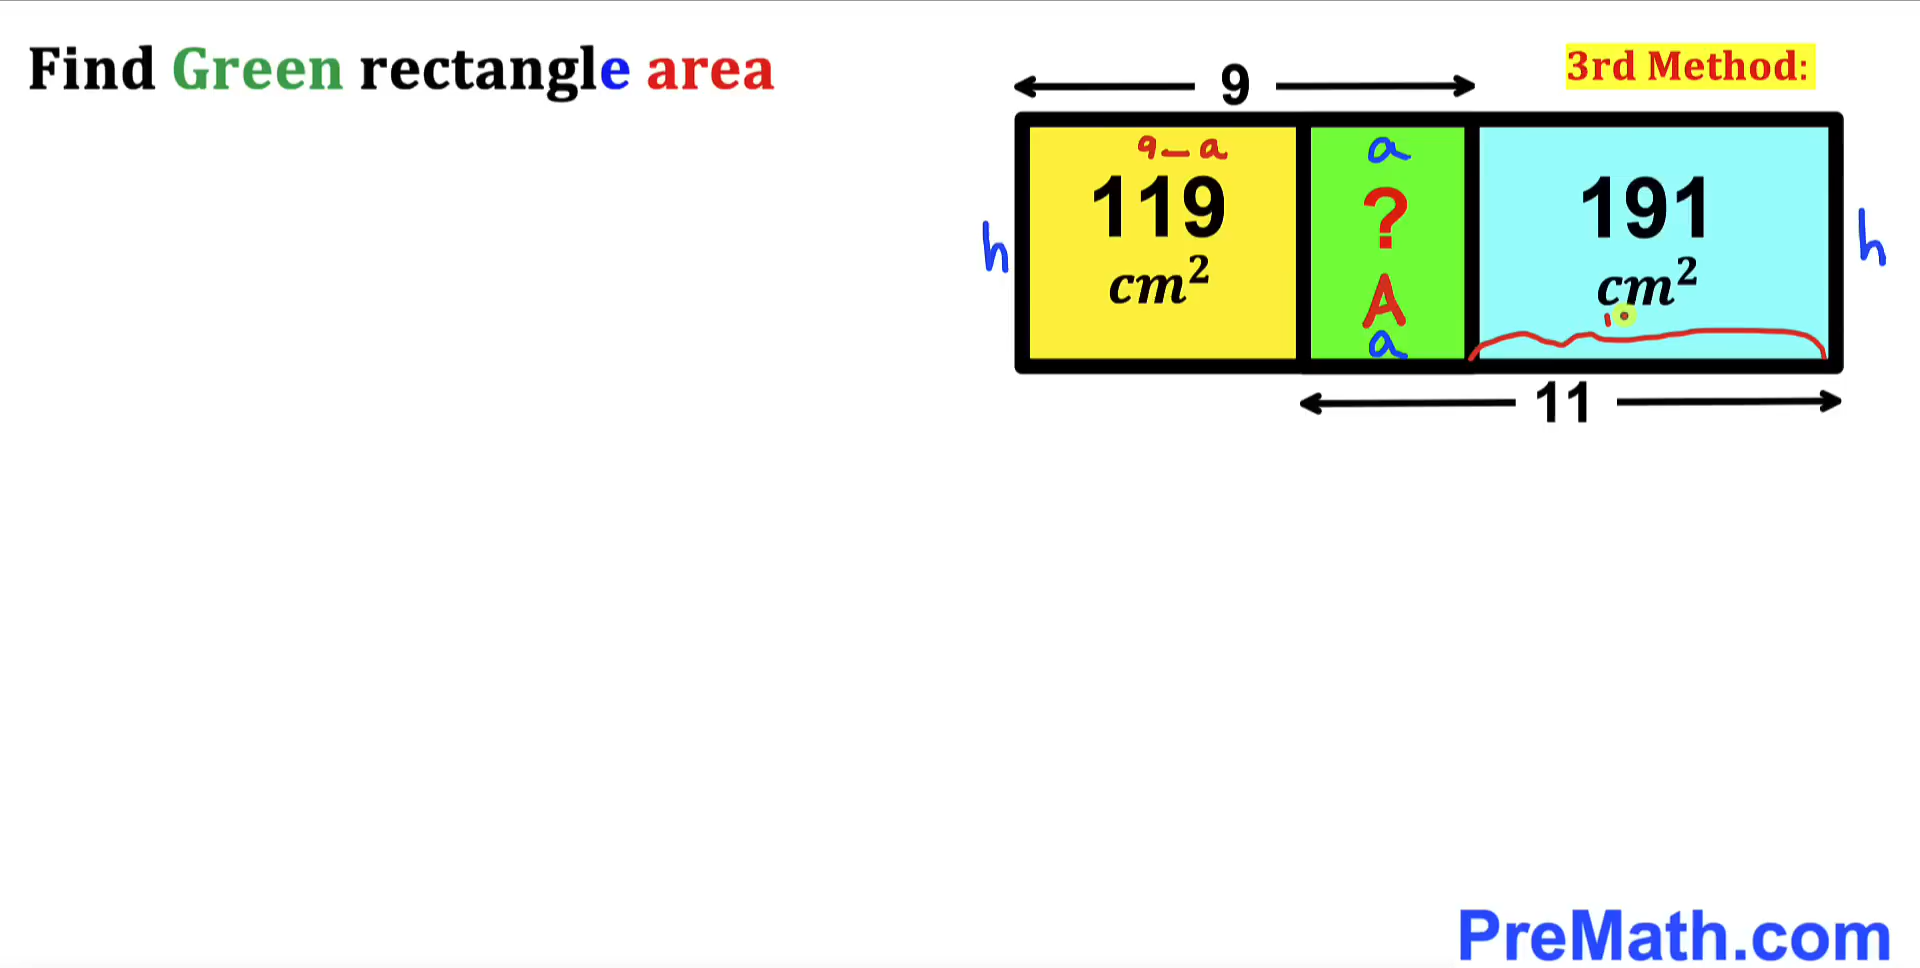 Find Green rectangle area
3rd Method:
9
9 - a
a
119
?
191
cm²
A
cm²
h
h
a
11
PreMath.com